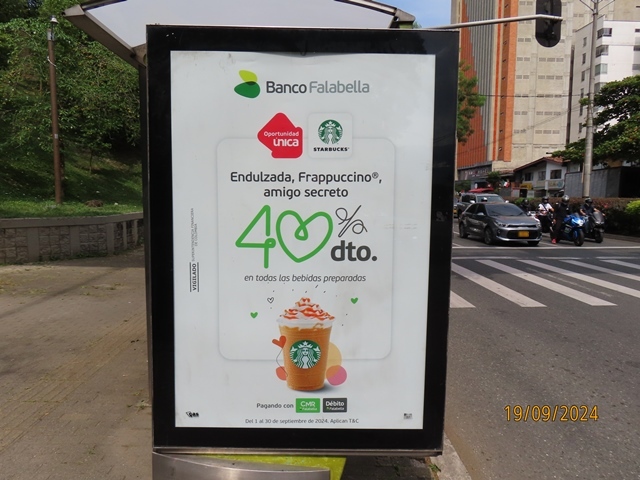 Banco Falabella
Oportunidad
única
STARBUCKS®
Endulzada, Frappuccino®,
amigo secreto
40%
dto.
en todas las bebidas preparadas
VIGILADO
Pagando con CMR Débito
Del 1 al 30 de septiembre de 2024, Aplican T&C
19/09/2024